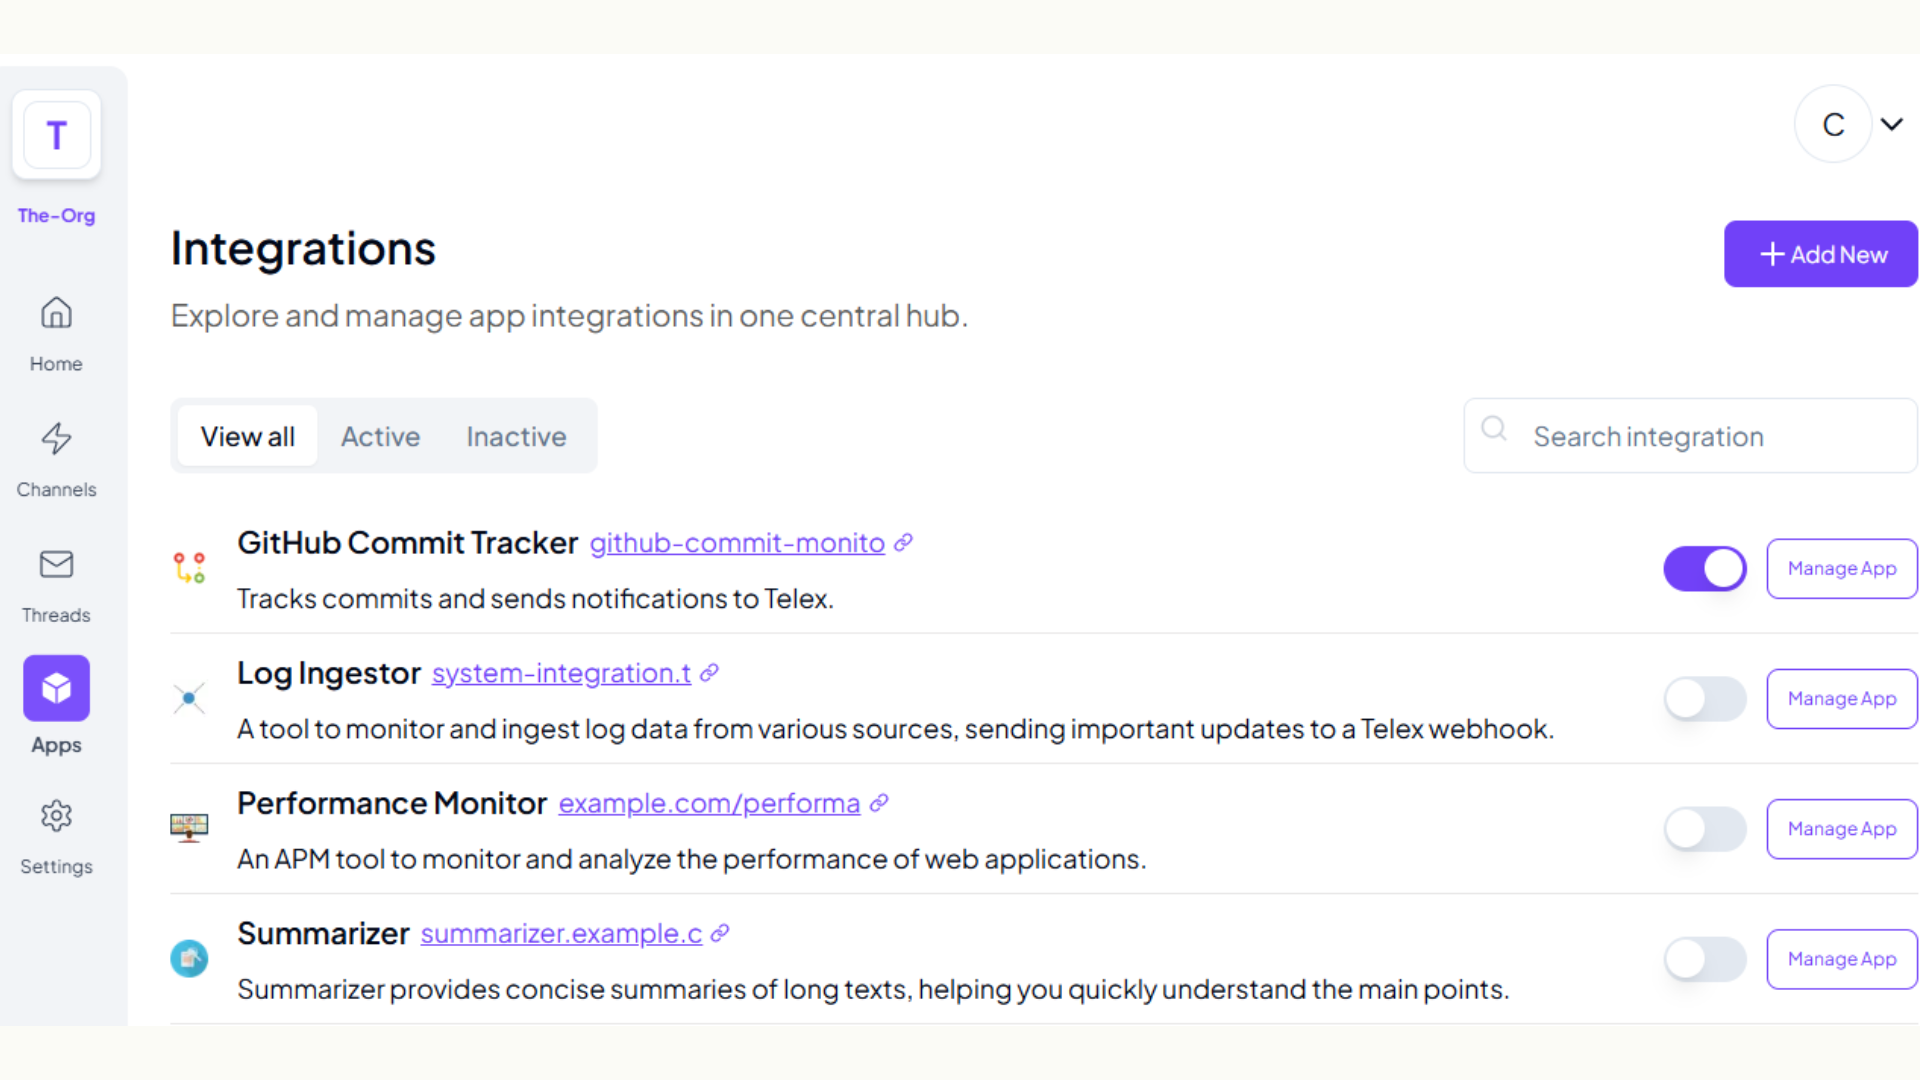 T
The-Org
Home
Channels
Threads
Apps
Settings
C
Integrations
+ Add New
Explore and manage app integrations in one central hub.
View all Active Inactive
Search integration
GitHub Commit Tracker github-commit-monito
Tracks commits and sends notifications to Telex.
Manage App
Log Ingestor system-integration.t
A tool to monitor and ingest log data from various sources, sending important updates to a Telex webhook.
Manage App
Performance Monitor example.com/performa
An APM tool to monitor and analyze the performance of web applications.
Manage App
Summarizer summarizer.example.c
Summarizer provides concise summaries of long texts, helping you quickly understand the main points.
Manage App